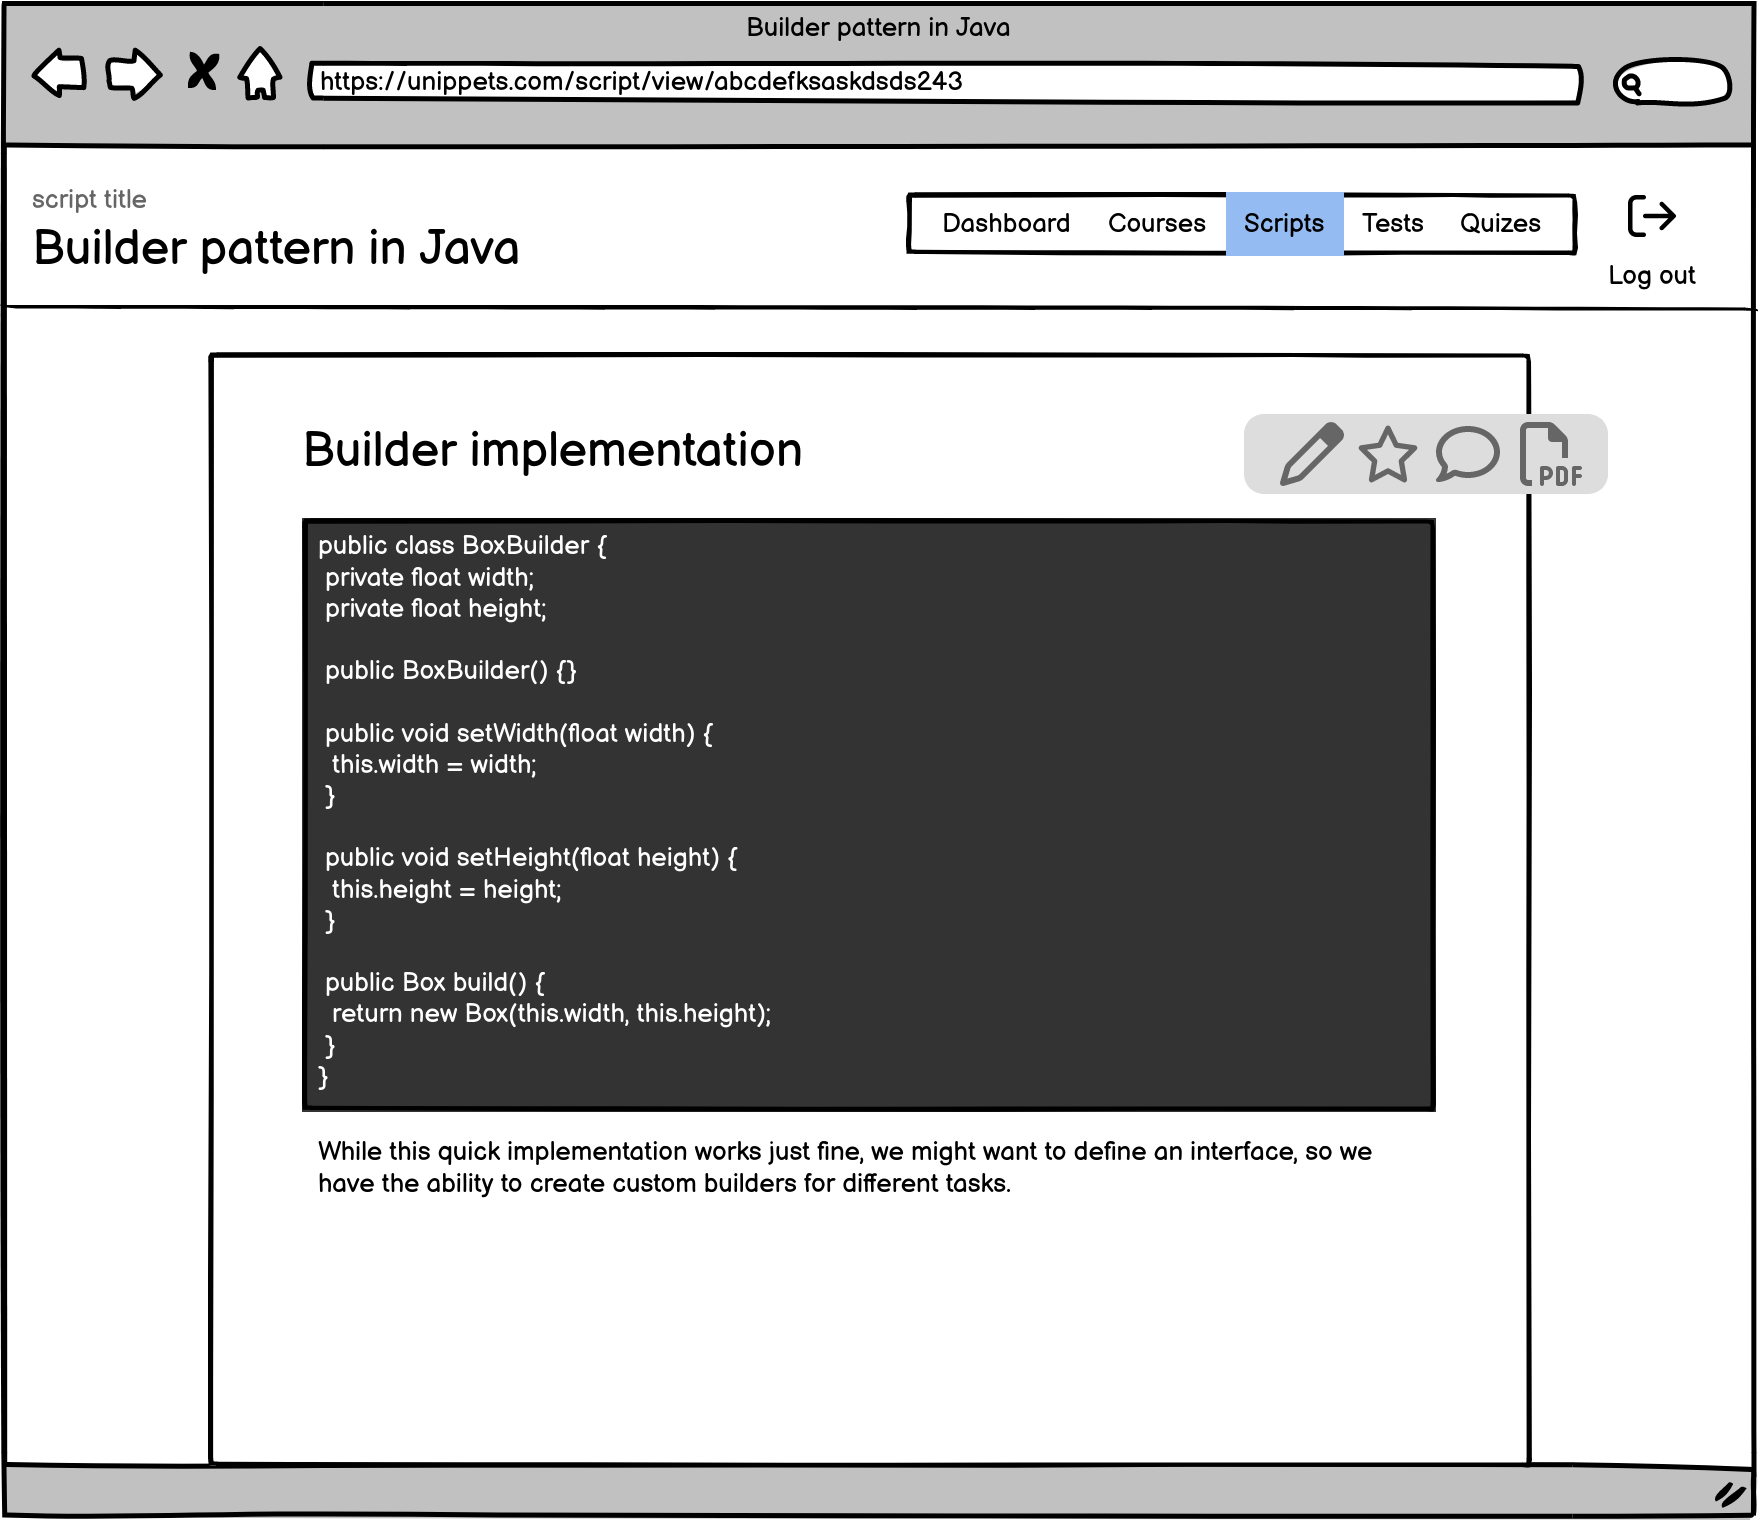 Builder pattern in Java
https://unippets.com/script/view/abcdefksaskdsds243
script title
Builder pattern in Java
Dashboard Courses Scripts Tests Quizes
Log out
Builder implementation
PDF
public class BoxBuilder {
private float width;
private float height;
public BoxBuilder() {}
public void setWidth(float width) {
this.width = width;
}
public void setHeight(float height) {
this.height = height;
}
public Box build() {
return new Box(this.width, this.height);
}
}
While this quick implementation works just fine, we might want to define an interface, so we
have the ability to create custom builders for different tasks.